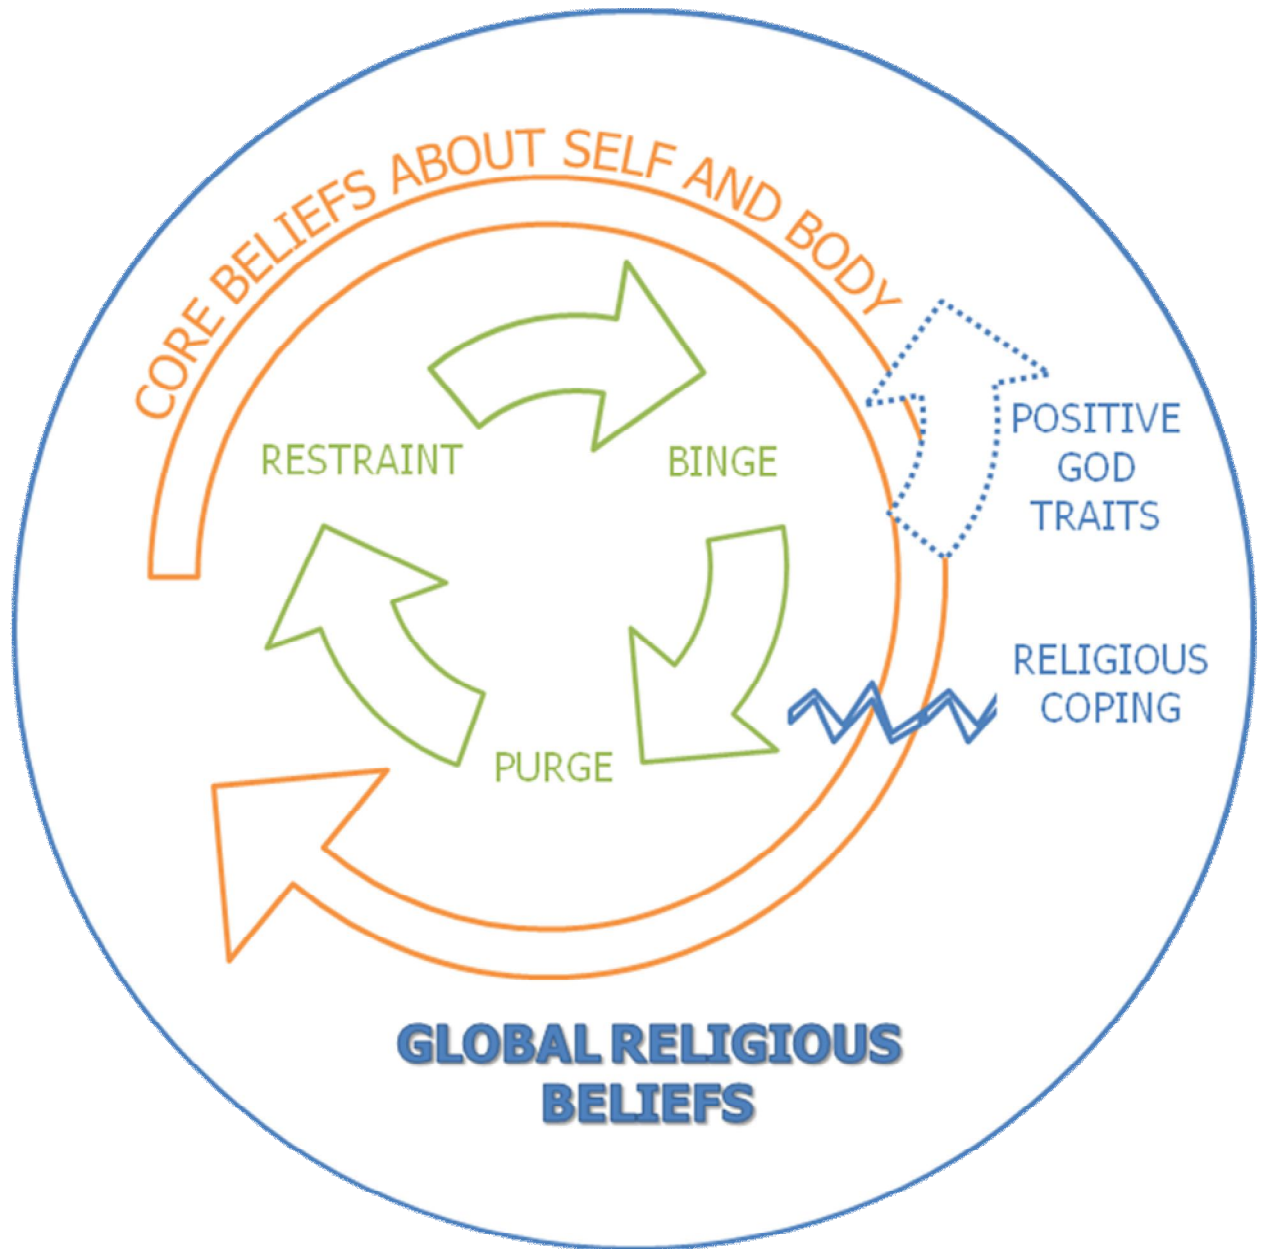 CORE BELIEFS ABOUT SELF AND BODY
RESTRAINT
BINGE
POSITIVE
GOD
TRAITS
RELIGIOUS
COPING
PURGE
GLOBAL RELIGIOUS
BELIEFS